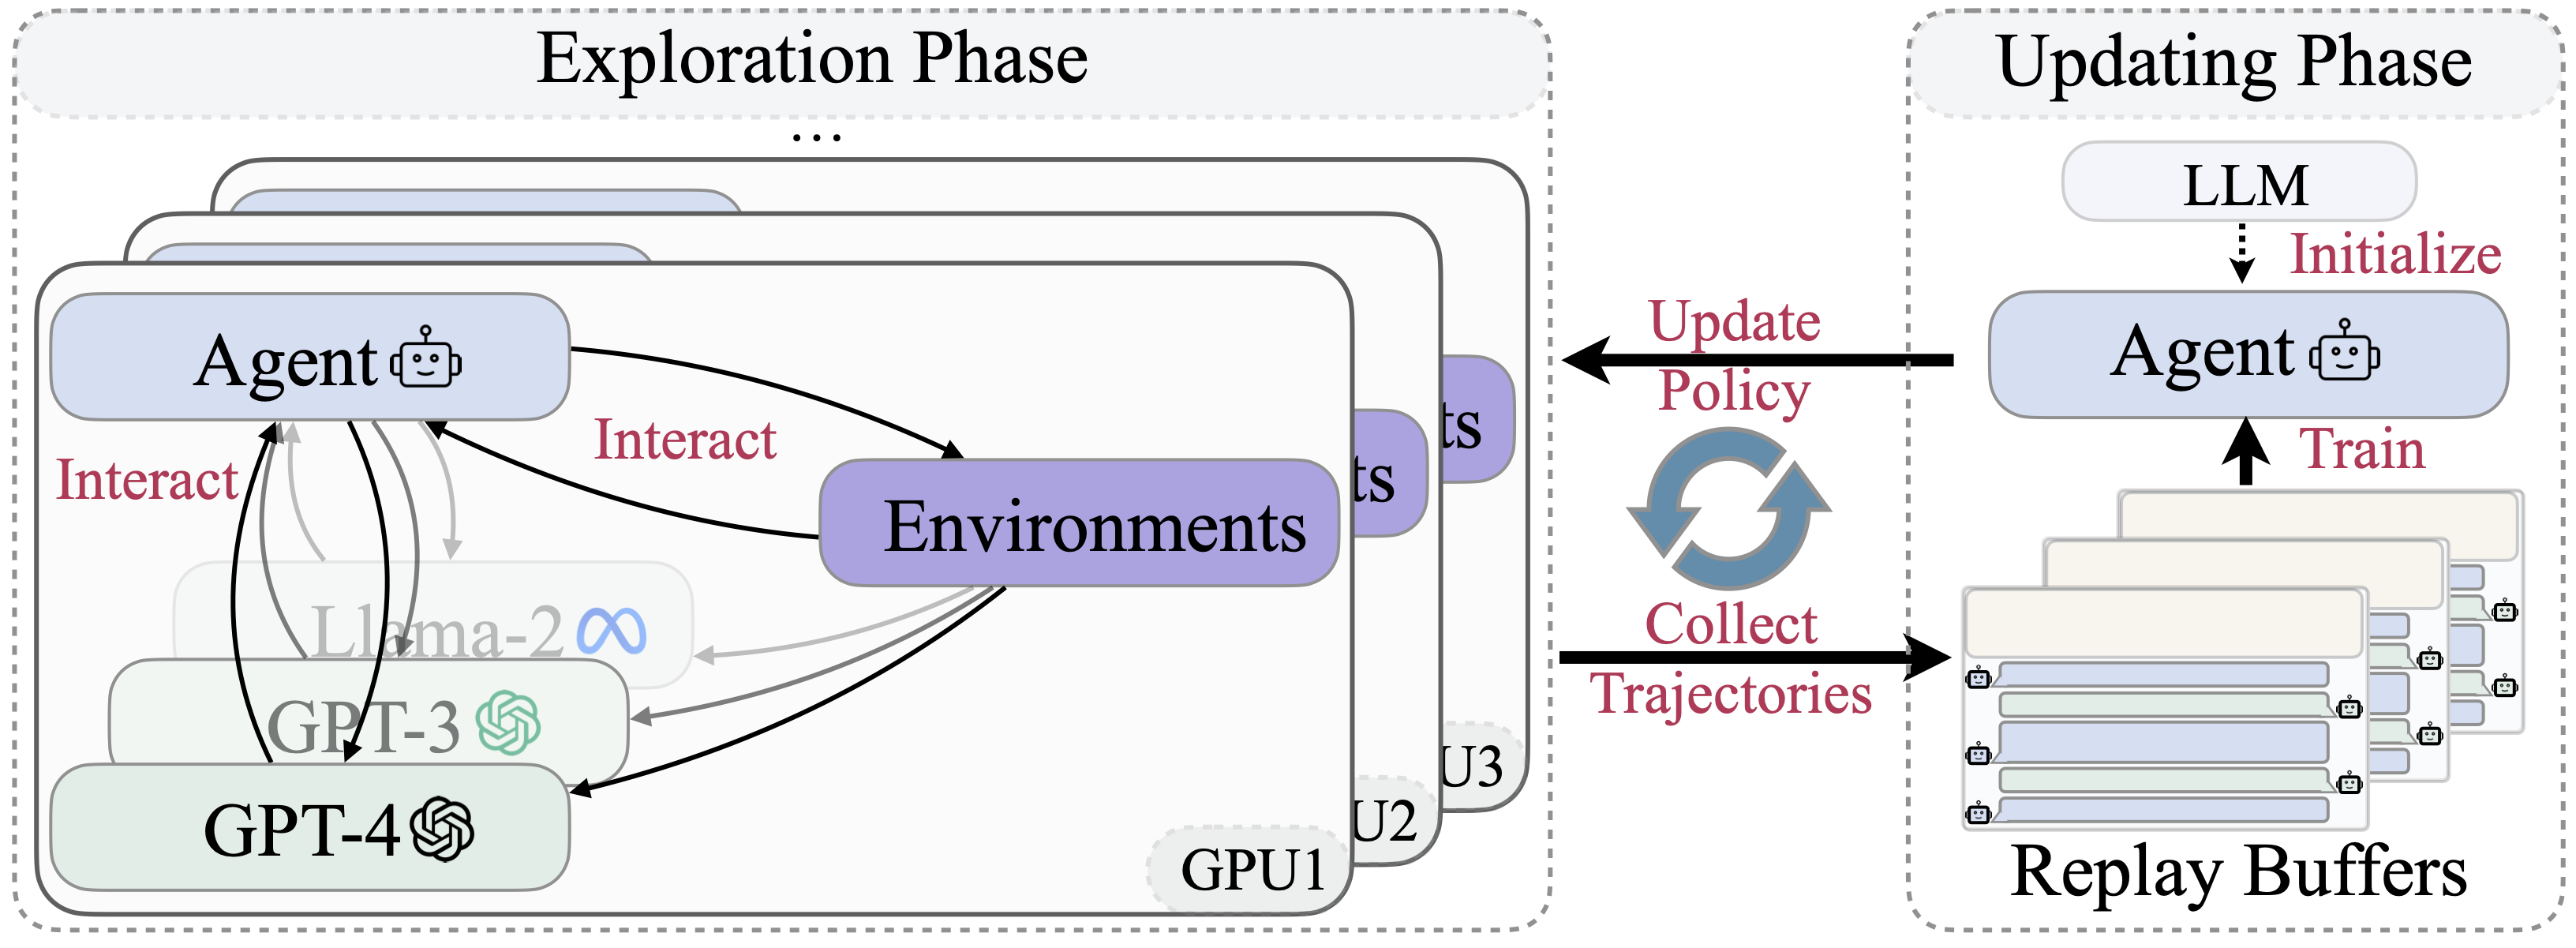 Exploration Phase
...
Agent
Interact
Interact
Environments
Llama-2
GPT-3
GPT-4
GPU1
ts
U2
ts
U3
Update
Policy
Collect
Trajectories
Updating Phase
LLM
Initialize
Agent
Train
Replay Buffers